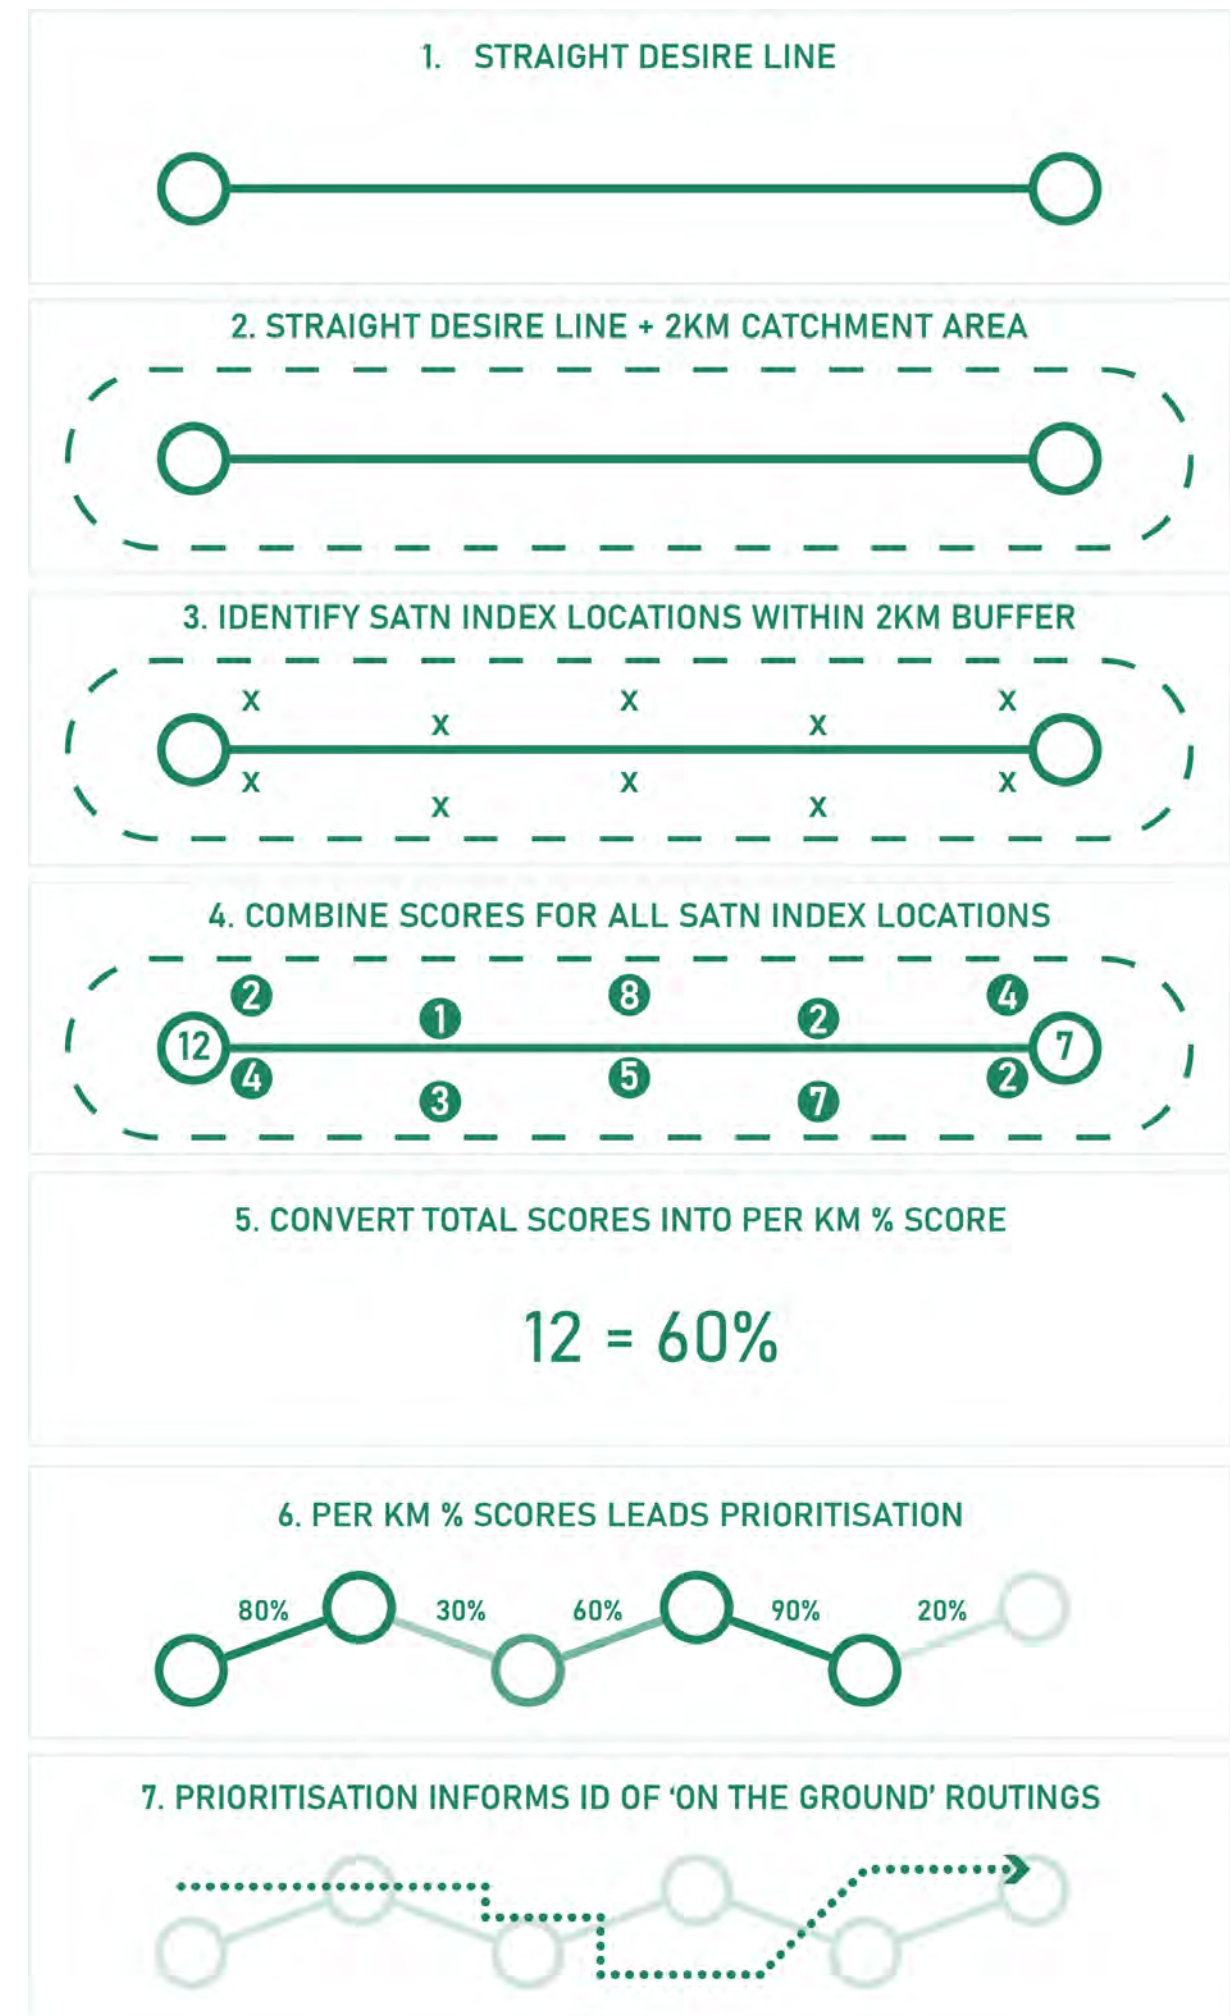 1. STRAIGHT DESIRE LINE
2. STRAIGHT DESIRE LINE + 2KM CATCHMENT AREA
3. IDENTIFY SATN INDEX LOCATIONS WITHIN 2KM BUFFER
X X X X X
X X X X X
4. COMBINE SCORES FOR ALL SATN INDEX LOCATIONS
2 1 8 2 4
12 7
4 3 5 7 2
5. CONVERT TOTAL SCORES INTO PER KM % SCORE
12 = 60%
6. PER KM % SCORES LEADS PRIORITISATION
80% 30% 60% 90% 20%
7. PRIORITISATION INFORMS ID OF ‘ON THE GROUND’ ROUTINGS